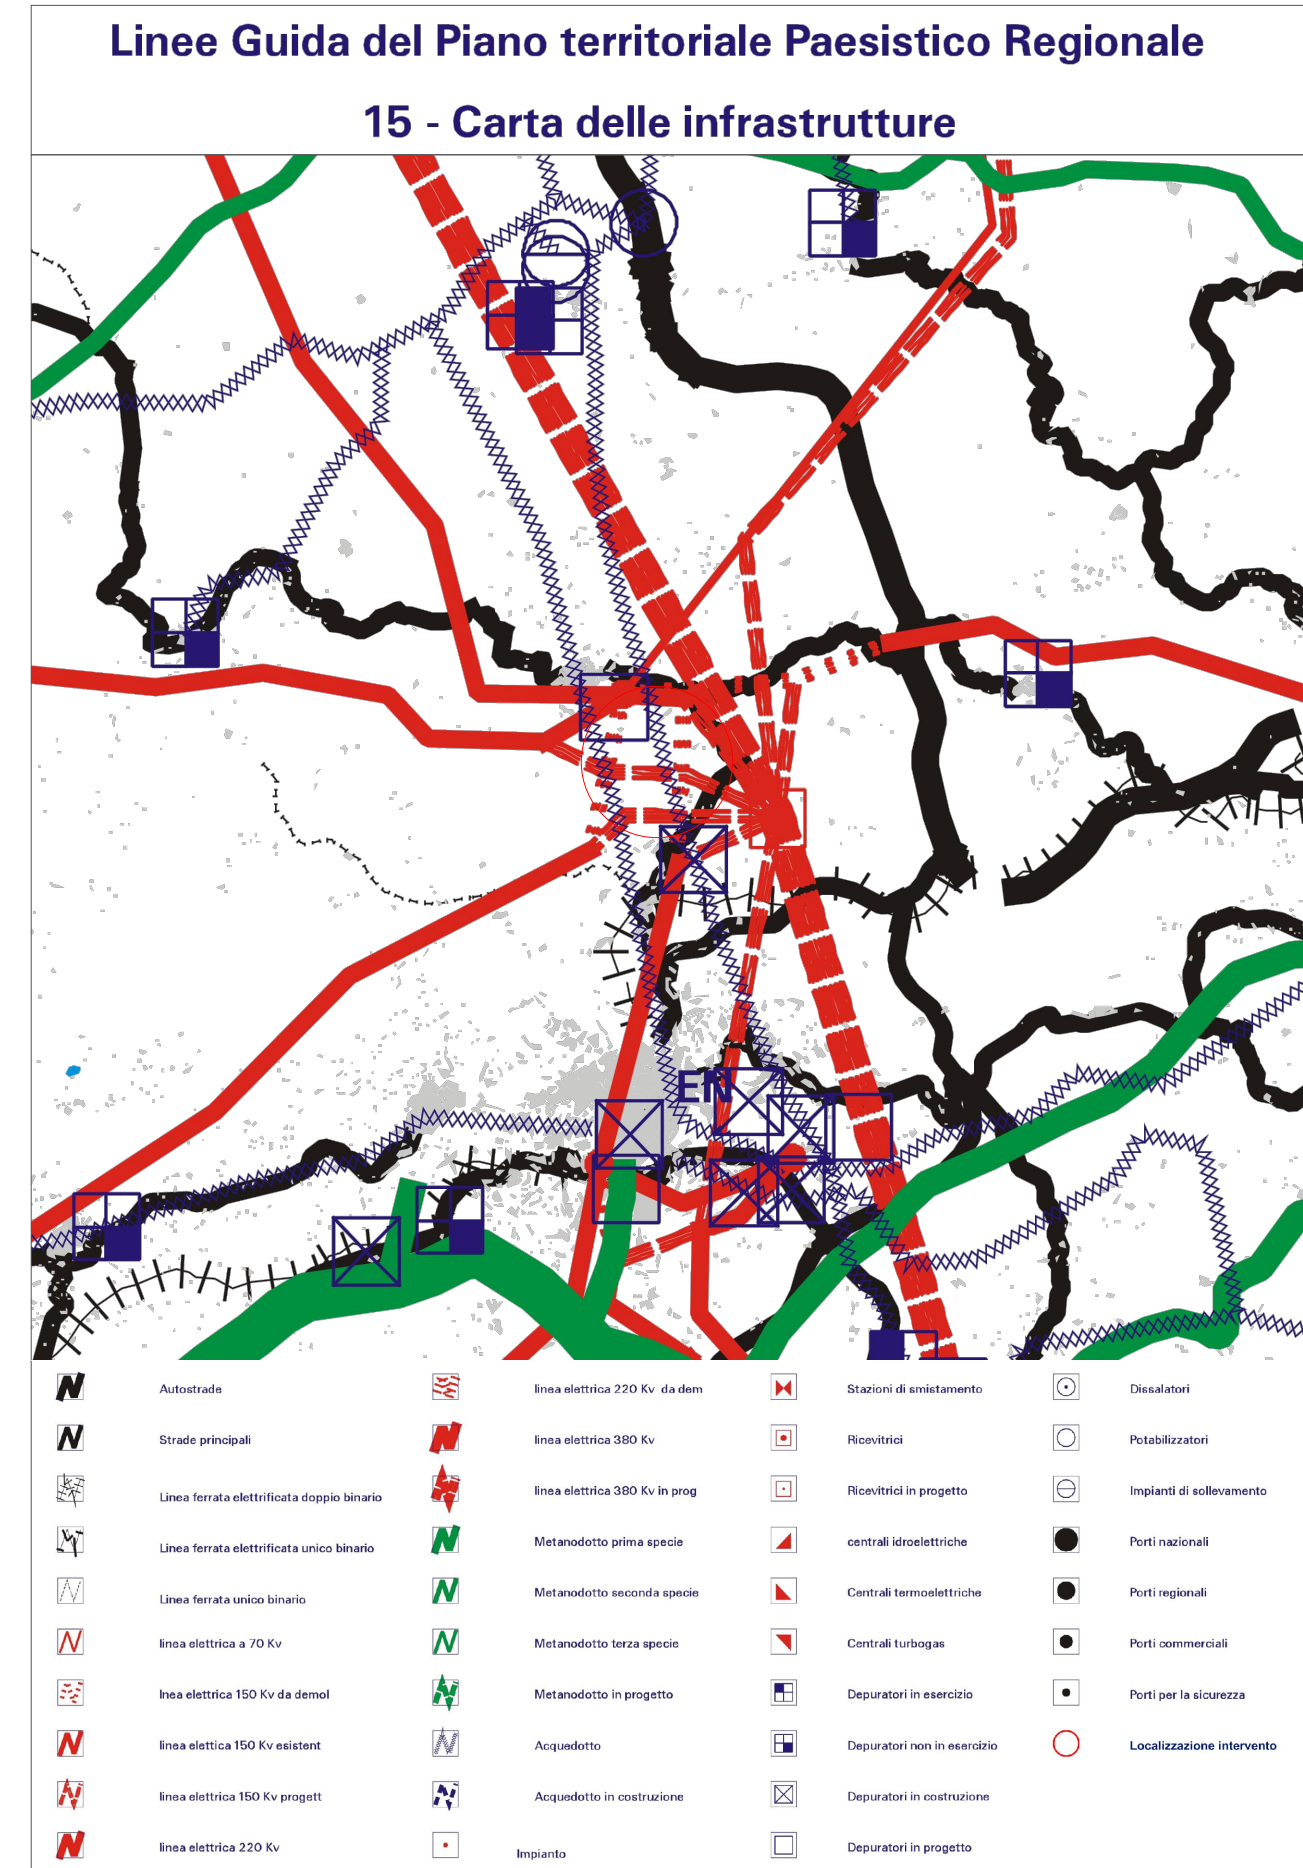 Linee Guida del Piano territoriale Paesistico Regionale
15 - Carta delle infrastrutture
EN
Autostrade
Strade principali
Linea ferrata elettrificata doppio binario
Linea ferrata elettrificata unico binario
Linea ferrata unico binario
linea elettrica a 70 Kv
lnea elettrica 150 Kv da demol
linea elettica 150 Kv esistent
linea elettrica 150 Kv progett
linea elettrica 220 Kv
linea elettrica 220 Kv da dem
linea elettrica 380 Kv
linea elettrica 380 Kv in prog
Metanodotto prima specie
Metanodotto seconda specie
Metanodotto terza specie
Metanodotto in progetto
Acquedotto
Acquedotto in costruzione
Impianto
Stazioni di smistamento
Ricevitrici
Ricevitrici in progetto
centrali idroelettriche
Centrali termoelettriche
Centrali turbogas
Depuratori in esercizio
Depuratori non in esercizio
Depuratori in costruzione
Depuratori in progetto
Dissalatori
Potabilizzatori
Impianti di sollevamento
Porti nazionali
Porti regionali
Porti commerciali
Porti per la sicurezza
Localizzazione intervento